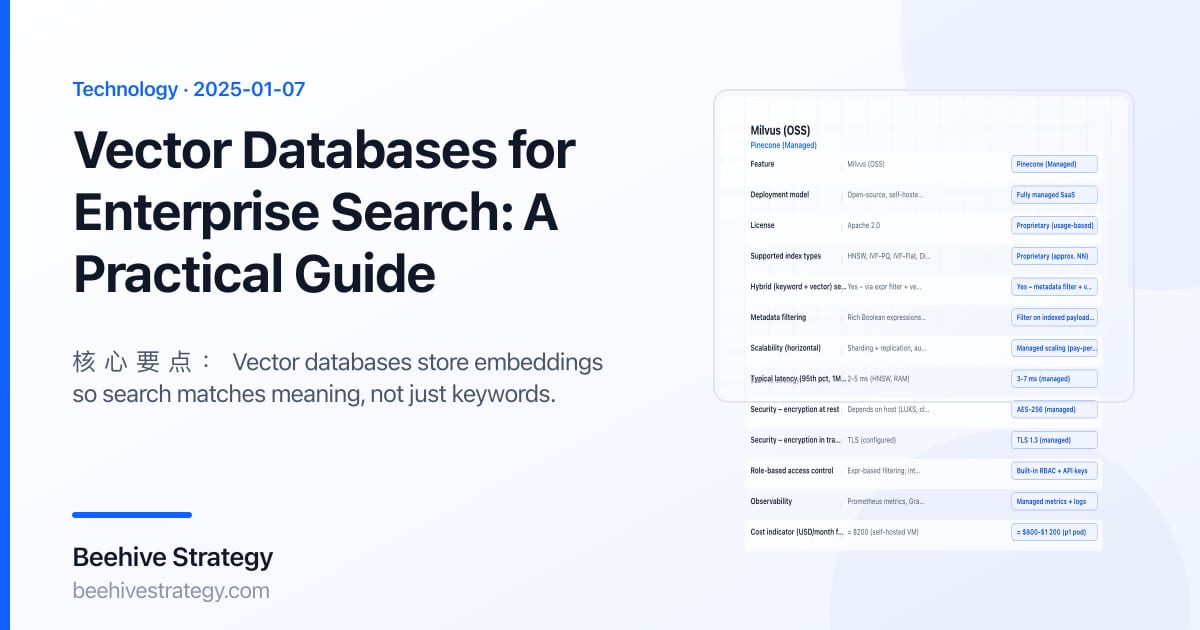 Technology · 2025-01-07
Vector Databases for
Enterprise Search: A
Practical Guide
核心要点： Vector databases store embeddings
so search matches meaning, not just keywords.
Beehive Strategy
beehivestrategy.com
Milvus (OSS)
Pinecone (Managed)
Feature Milvus (OSS) Pinecone (Managed)
Deployment model Open-source, self-hoste... Fully managed SaaS
License Apache 2.0 Proprietary (usage-based)
Supported index types HNSW, IVF-PQ, IVF-Flat, Di... Proprietary (approx. NN)
Hybrid (keyword + vector) se... Yes – via expr filter + ve... Yes – metadata filter + v...
Metadata filtering Rich Boolean expressions... Filter on indexed payload...
Scalability (horizontal) Sharding + replication, au... Managed scaling (pay-per...
Typical latency (95th pct, 1M... 2-5 ms (HNSW, RAM) 3-7 ms (managed)
Security – encryption at rest Depends on host (LUKS, cl... AES-256 (managed)
Security – encryption in tra... TLS (configured) TLS 1.3 (managed)
Role-based access control Expr-based filtering; int... Built-in RBAC + API keys
Observability Prometheus metrics, Gra... Managed metrics + logs
Cost indicator (USD/month f... ≈ $200 (self-hosted VM) ≈ $800-$1 200 (p1 pod)